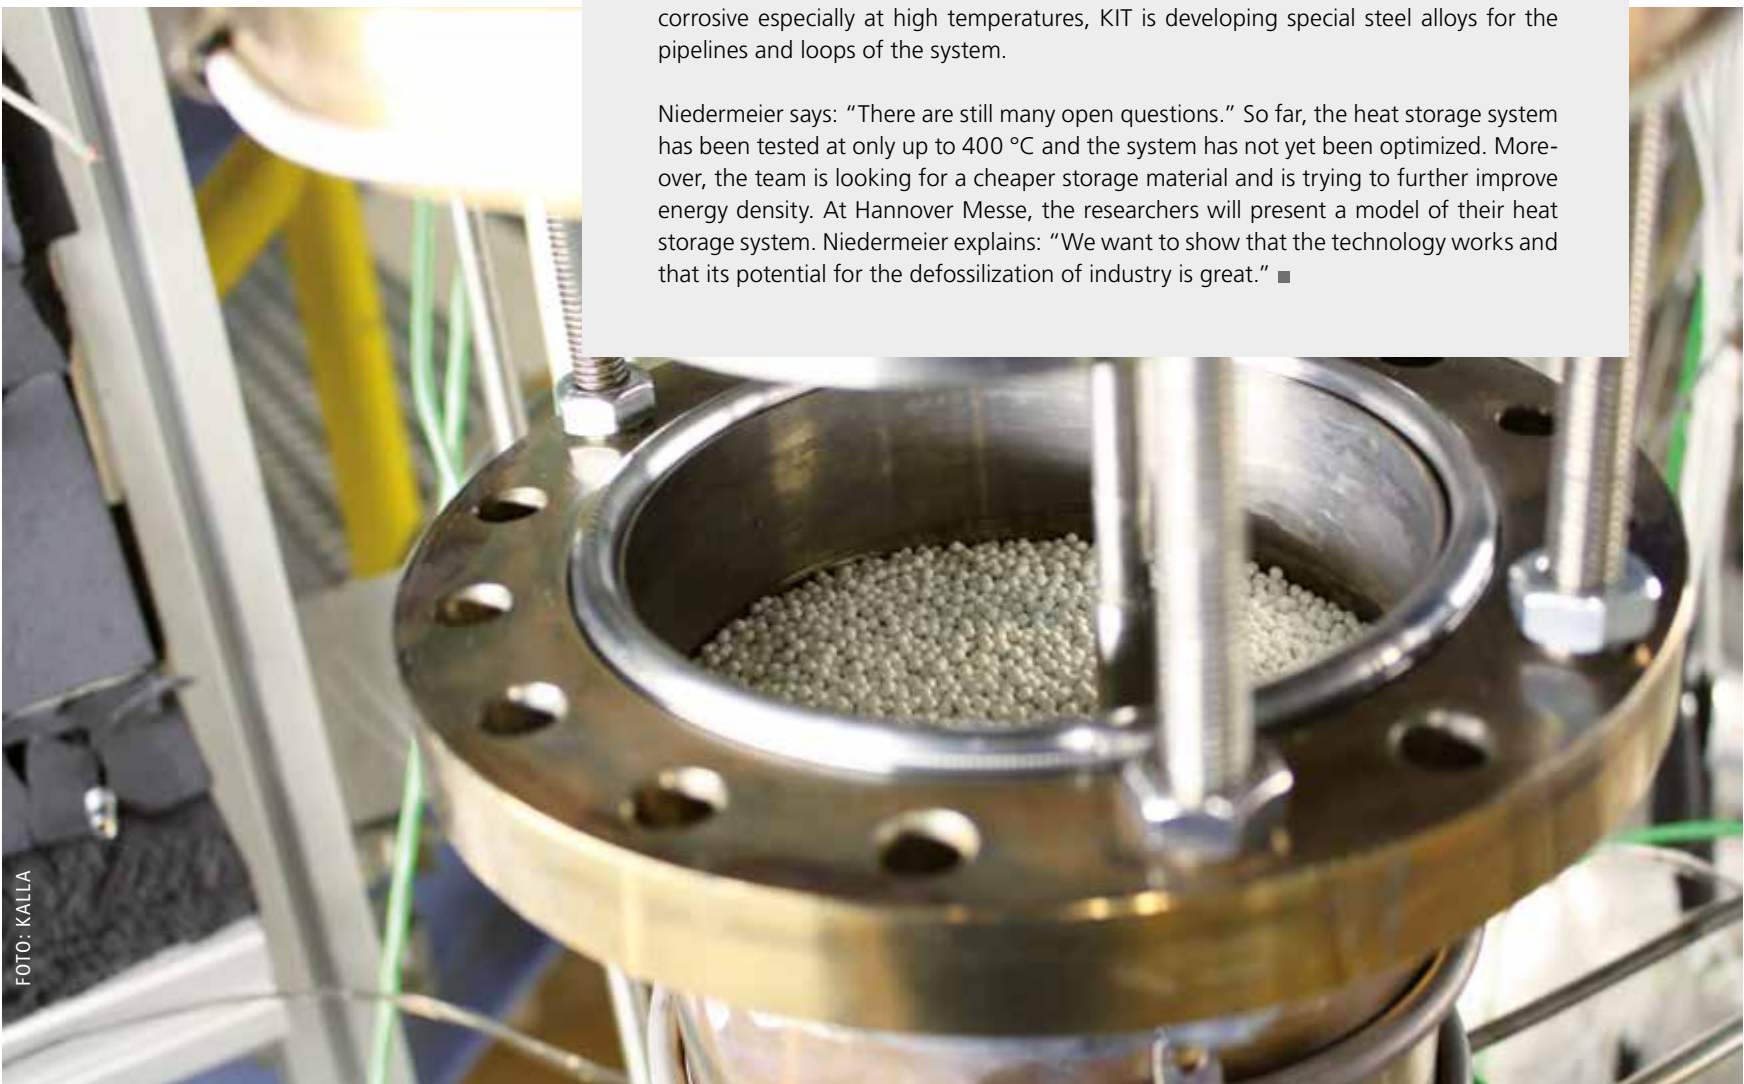 corrosive especially at high temperatures, KIT is developing special steel alloys for the
pipelines and loops of the system.
Niedermeier says: “There are still many open questions.” So far, the heat storage system
has been tested at only up to 400 °C and the system has not yet been optimized. More-
over, the team is looking for a cheaper storage material and is trying to further improve
energy density. At Hannover Messe, the researchers will present a model of their heat
storage system. Niedermeier explains: “We want to show that the technology works and
that its potential for the defossilization of industry is great.” ■
FOTO: KALLA